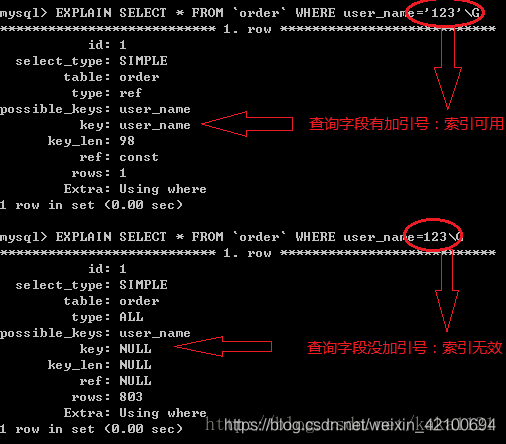 mysql> EXPLAIN SELECT * FROM `order` WHERE user_name='123'\G
*************************** 1. row ***************************
id: 1
select_type: SIMPLE
table: order
type: ref
possible_keys: user_name
key: user_name
查询字段有加引号：索引可用
key_len: 98
ref: const
rows: 1
Extra: Using where
1 row in set (0.00 sec)
mysql> EXPLAIN SELECT * FROM `order` WHERE user_name=123\G
*************************** 1. row ***************************
id: 1
select_type: SIMPLE
table: order
type: ALL
possible_keys: user_name
key: NULL
查询字段没加引号：索引无效
key_len: NULL
ref: NULL
rows: 803
Extra: Using where
1 row in set (0.00 sec)
https://blog.csdn.net/weixin_42100694